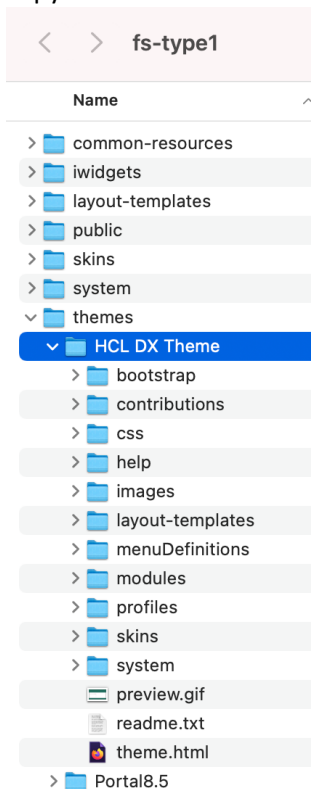 fs-type1
Name
common-resources
iwidgets
layout-templates
public
skins
system
themes
HCL DX Theme
bootstrap
contributions
css
help
images
layout-templates
menuDefinitions
modules
profiles
skins
system
preview.gif
readme.txt
theme.html
Portal8.5